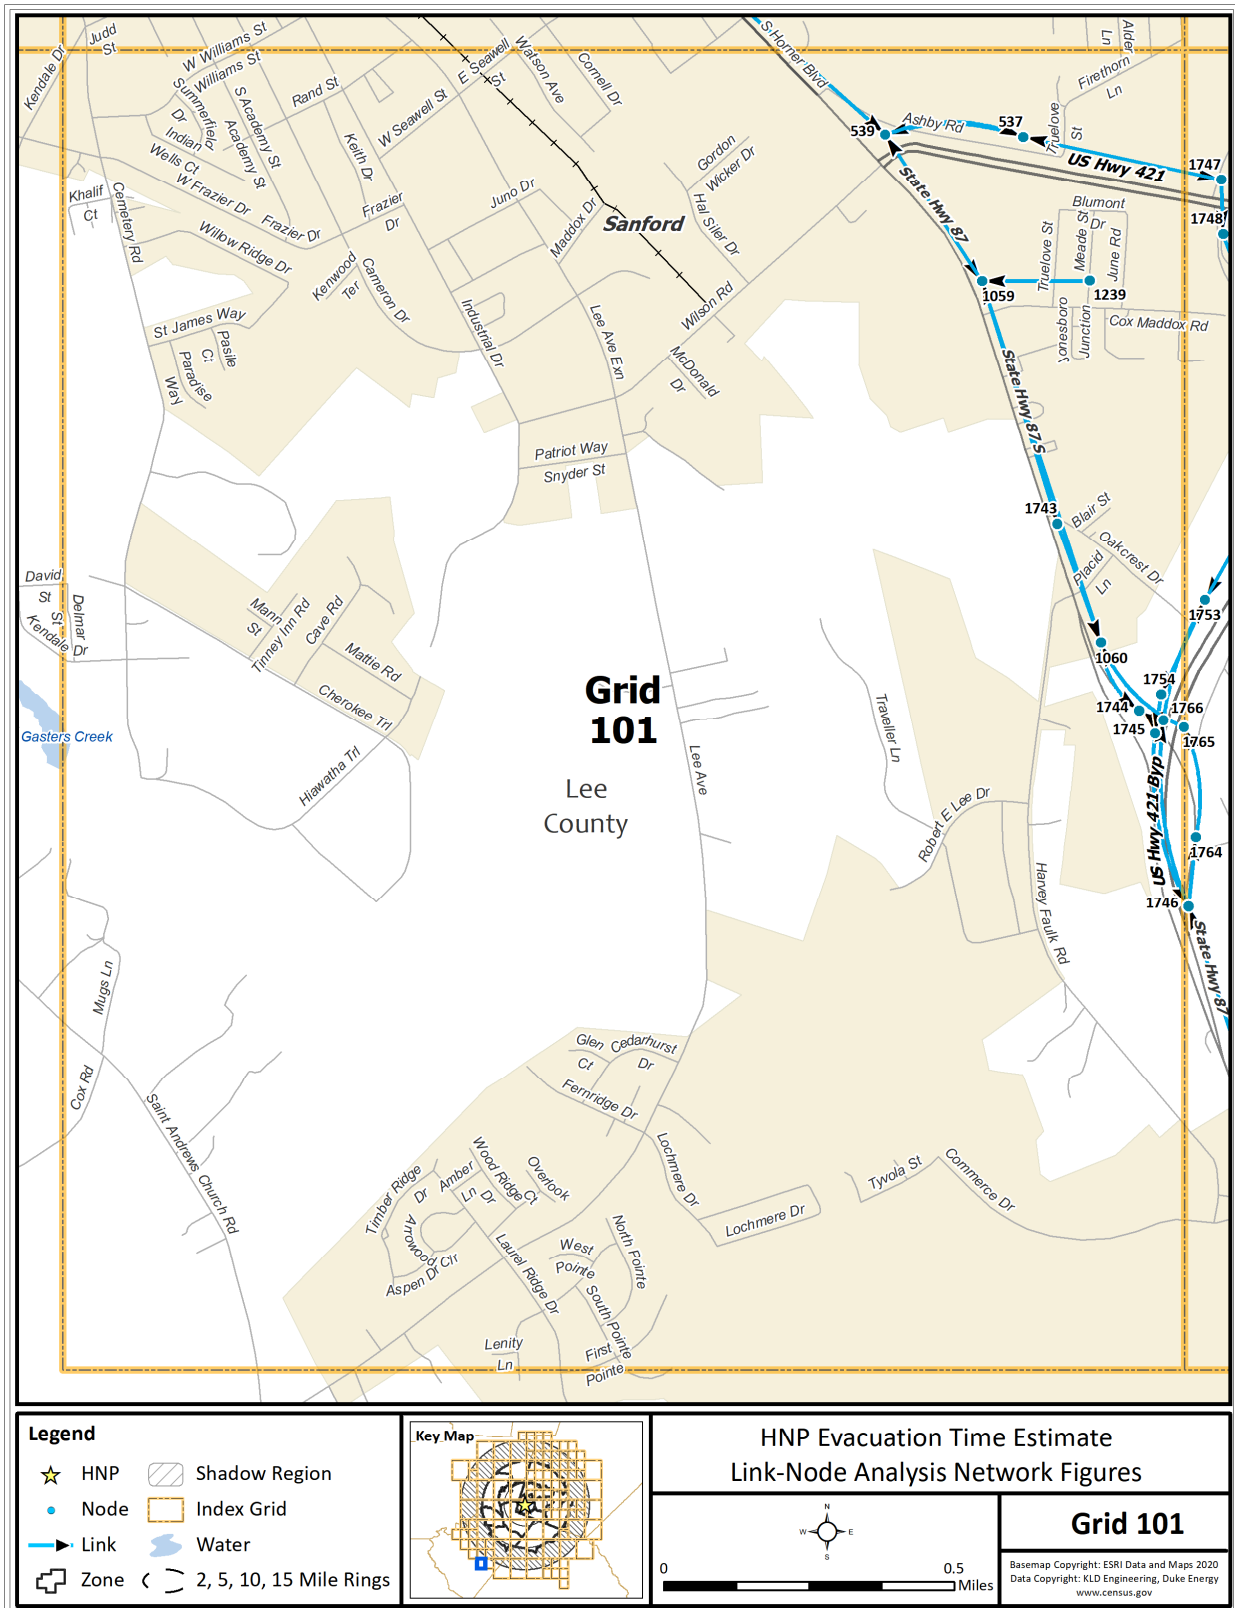 Kendale Dr
Judd
St
W Williams St
Williams St
Summerfield
Dr
S Academy St
Academy St
Rand St
Indian
Wells Ct
W Frazier Dr
Frazier Dr
Keith Dr
W Seawell St
E Seawell
St
Watson Ave
Cornell Dr
S Horner Blvd
Alder
Ln
Firethorn
Ln
Truelove
St
Ashby Rd
539
537
US Hwy 421
1747
1748
Khalif
Ct
Cemetery Rd
Willow Ridge Dr
Frazier
Dr
Juno Dr
Maddox Dr
Sanford
Gordon
Wicker Dr
Hal Siler Dr
State Hwy 87
Blumont
Dr
Truelove St
Meade St
June Rd
Kenwood
Ter
Cameron Dr
Industrial Dr
Lee Ave Exn
Wilson Rd
1059
1239
Jonesboro
Junction
Cox Maddox Rd
St James Way
Pasile
Ct
Paradise
Way
McDonald
Dr
State Hwy 87 S
Patriot Way
Snyder St
1743
Blair St
Oakcrest Dr
Placid
Ln
David
St
Delmar
St
Kendale Dr
Mann
St
Tinney Inn Rd
Cave Rd
Mattie Rd
Cherokee Trl
Hiawatha Trl
1753
1060
1754
1744
1766
1745
1765
Gasters Creek
Grid
101
Lee
County
Lee Ave
Traveller Ln
Robert E Lee Dr
US Hwy 421 Byp
1764
1746
Harvey Faulk Rd
State Hwy 87
Mugs Ln
Cox Rd
Saint Andrews Church Rd
Glen
Ct
Cedarhurst
Dr
Fernridge Dr
Lochmere Dr
Lochmere Dr
Tyvola St
Commerce Dr
Timber Ridge
Dr
Amber
Ln
Wood Ridge
Dr
Overlook
Ct
Arrowood
Clr
Aspen Dr
Laurel Ridge Dr
West
Pointe
North Pointe
South Pointe
First
Pointe
Lenity
Ln
Legend
HNP
Shadow Region
Node
Index Grid
Link
Water
Zone
2, 5, 10, 15 Mile Rings
Key Map
HNP Evacuation Time Estimate
Link-Node Analysis Network Figures
N
W E
S
0 0.5
Miles
Grid 101
Basemap Copyright: ESRI Data and Maps 2020
Data Copyright: KLD Engineering, Duke Energy
www.census.gov